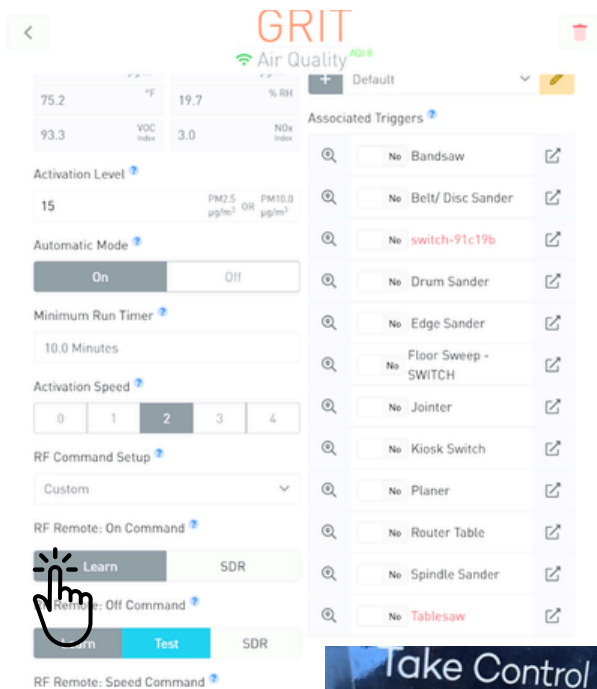 GRIT
Air Quality AQI 8
75.2 °F 19.7 % RH
93.3 VOC Index 3.0 NOx Index
Activation Level ?
15 PM2.5 µg/m³ OR PM10.0 µg/m³
Automatic Mode ?
On Off
Minimum Run Timer ?
10.0 Minutes
Activation Speed ?
0 1 2 3 4
RF Command Setup ?
Custom
RF Remote: On Command ?
Learn SDR
RF Remote: Off Command ?
Learn Test SDR
RF Remote: Speed Command ?
+ Default
Associated Triggers ?
No Bandsaw
No Belt/ Disc Sander
No switch-91c19b
No Drum Sander
No Edge Sander
No Floor Sweep -
SWITCH
No Jointer
No Kiosk Switch
No Planer
No Router Table
No Spindle Sander
No Tablesaw
Take Control